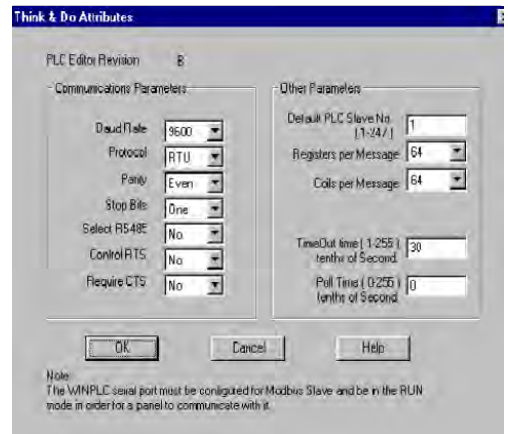 Think & Do Attributes
PLC Editor Revision B
Communications Parameters
Baud Rate 9600
Protocol RTU
Parity Even
Stop Bits One
Select RS485 No
Control RTS No
Require CTS No
Other Parameters
Default PLC Slave No.
(1-247) 1
Registers per Message 64
Coils per Message 64
TimeOut time (1-255)
tenths of Second 30
Poll Time (0-255)
tenths of Second 0
OK Cancel Help
Note:
The WINPLC serial port must be configured for Modbus Slave and be in the RUN
mode in order for a panel to communicate with it.